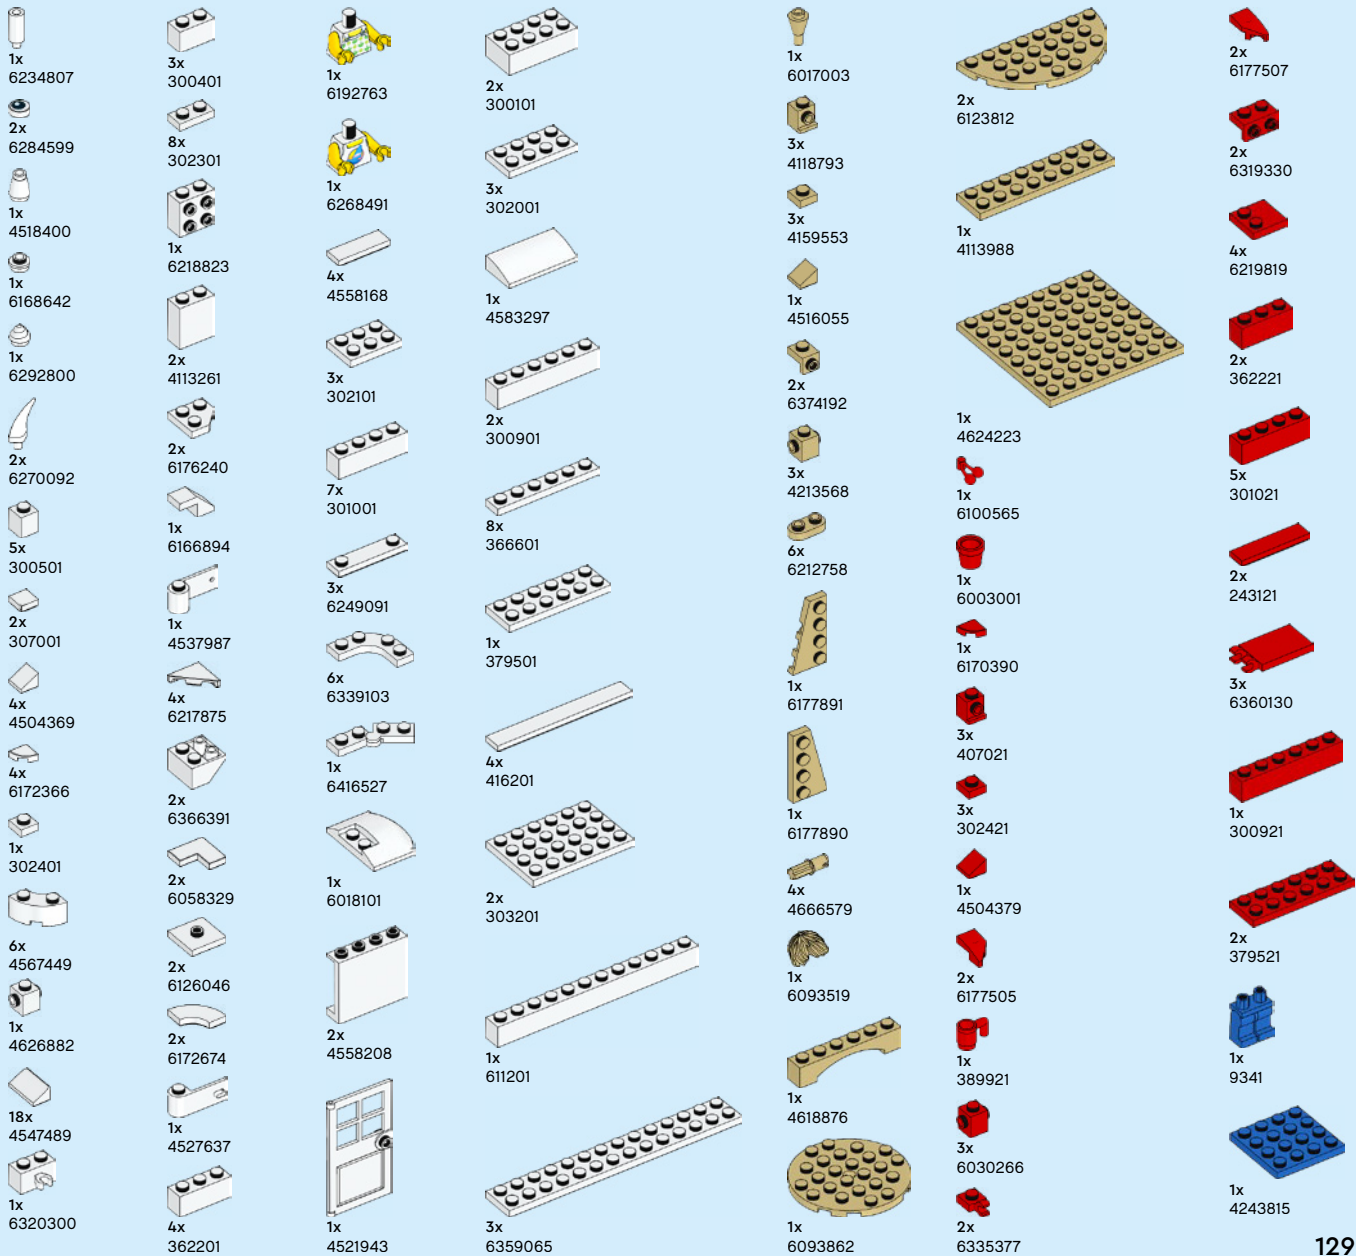 1x
6234807
2x
6284599
1x
4518400
1x
6168642
1x
6292800
2x
6270092
5x
300501
2x
307001
4x
4504369
4x
6172366
1x
302401
6x
4567449
1x
4626882
18x
4547489
1x
6320300
3x
300401
8x
302301
1x
6218823
2x
4113261
2x
6176240
1x
6166894
1x
4537987
4x
6217875
2x
6366391
2x
6058329
2x
6126046
2x
6172674
1x
4527637
4x
362201
1x
6192763
1x
6268491
4x
4558168
3x
302101
7x
301001
3x
6249091
6x
6339103
1x
6416527
1x
6018101
2x
4558208
1x
4521943
2x
300101
3x
302001
1x
4583297
2x
300901
8x
366601
1x
379501
4x
416201
2x
303201
1x
611201
3x
6359065
1x
6017003
3x
4118793
3x
4159553
1x
4516055
2x
6374192
3x
4213568
6x
6212758
1x
6177891
1x
6177890
4x
4666579
1x
6093519
1x
4618876
1x
6093862
2x
6123812
1x
4113988
1x
4624223
1x
6100565
1x
6003001
1x
6170390
3x
407021
3x
302421
1x
4504379
2x
6177505
1x
389921
3x
6030266
2x
6335377
2x
6177507
2x
6319330
4x
6219819
2x
362221
5x
301021
2x
243121
3x
6360130
1x
300921
2x
379521
1x
9341
1x
4243815
129